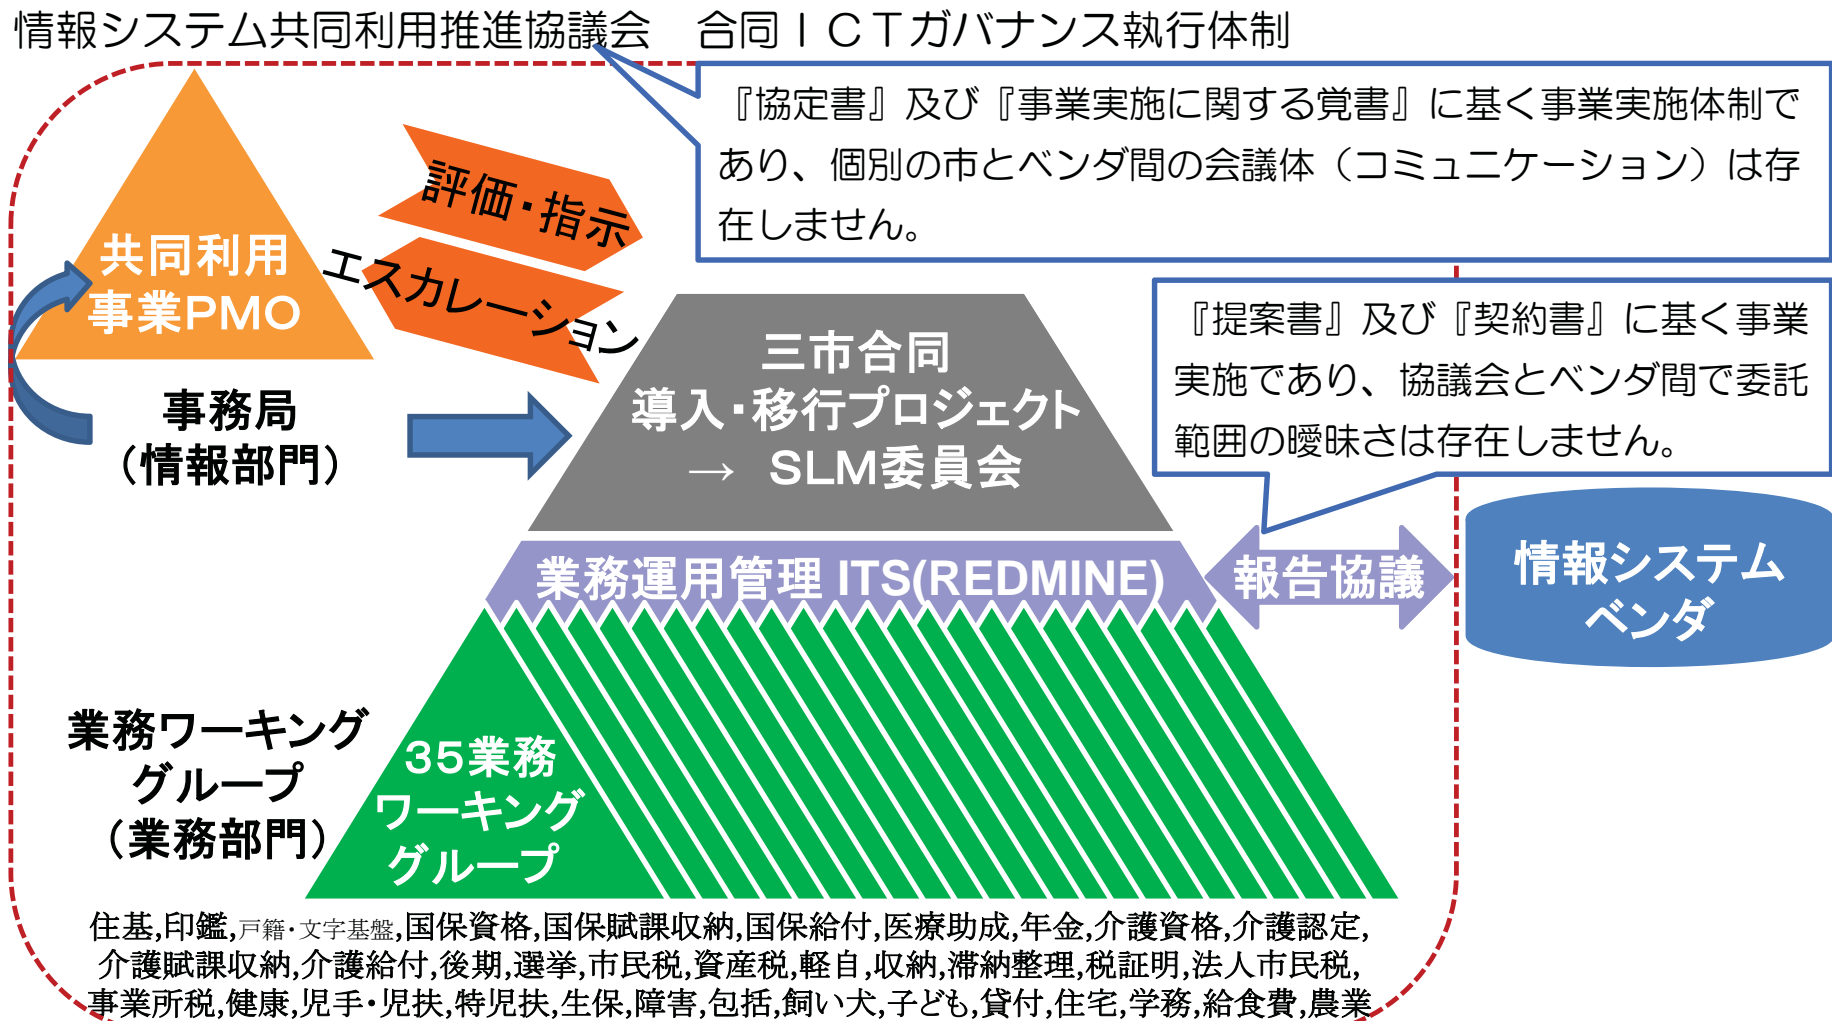 情報システム共同利用推進協議会　合同ＩＣＴガバナンス執行体制
『協定書』及び『事業実施に関する覚書』に基く事業実施体制で
あり、個別の市とベンダ間の会議体（コミュニケーション）は存
在しません。
評価・指示
エスカレーション
共同利用
事業PMO
『提案書』及び『契約書』に基く事業
実施であり、協議会とベンダ間で委託
範囲の曖昧さは存在しません。
三市合同
導入・移行プロジェクト
→　SLM委員会
事務局
（情報部門）
業務運用管理 ITS(REDMINE)
報告協議
情報システム
ベンダ
業務ワーキング
グループ
（業務部門）
35業務
ワーキング
グループ
住基,印鑑,戸籍・文字基盤,国保資格,国保賦課収納,国保給付,医療助成,年金,介護資格,介護認定,
介護賦課収納,介護給付,後期,選挙,市民税,資産税,軽自,収納,滞納整理,税証明,法人市民税,
事業所税,健康,児手・児扶,特児扶,生保,障害,包括,飼い犬,子ども,貸付,住宅,学務,給食費,農業